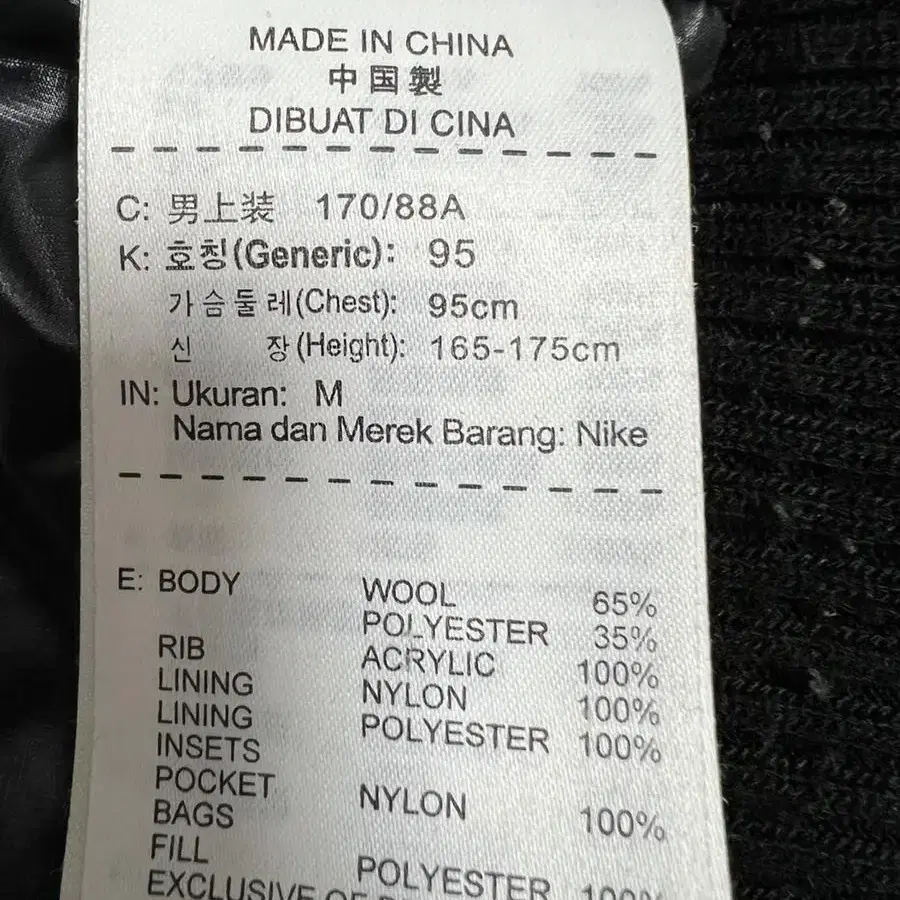 MADE IN CHINA
中国製
DIBUAT DI CINA
C: 男上装 170/88A
K: 호칭(Generic): 95
가슴둘레(Chest): 95cm
신 장(Height): 165-175cm
IN: Ukuran: M
Nama dan Merek Barang: Nike
E: BODY WOOL 65%
POLYESTER 35%
RIB ACRYLIC 100%
LINING NYLON 100%
LINING POLYESTER 100%
INSETS
POCKET NYLON 100%
BAGS
FILL POLYESTER 100%
EXCLUSIVE OF